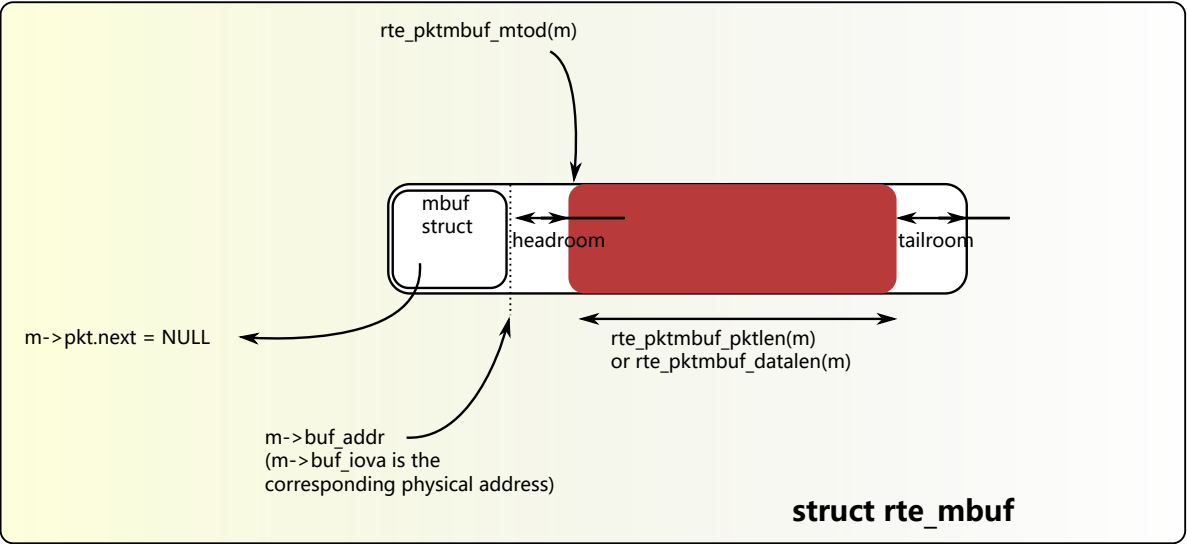 rte_pktmbuf_mtod(m)
mbuf
struct
headroom
tailroom
m->pkt.next = NULL
rte_pktmbuf_pktlen(m)
or rte_pktmbuf_datalen(m)
m->buf_addr
(m->buf_iova is the
corresponding physical address)
struct rte_mbuf